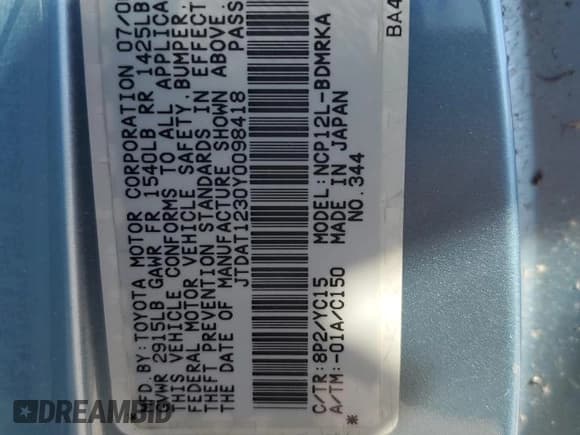 MFD. BY: TOYOTA MOTOR CORPORATION 07/0
GVWR 2915LB GAWR FR 1540LB RR 1425LB
THIS VEHICLE CONFORMS TO ALL APPLICA
FEDERAL MOTOR VEHICLE SAFETY, BUMPER,
THEFT PREVENTION STANDARDS IN EFFECT
THE DATE OF MANUFACTURE SHOWN ABOVE.
JTDAT1230Y0098418 PASS
C/TR: 8P2/YC15 MODEL: NCP12L-BDMRKA
A/TM: -01A/C150 MADE IN JAPAN
* NO. 344
BA4
DREAMBID